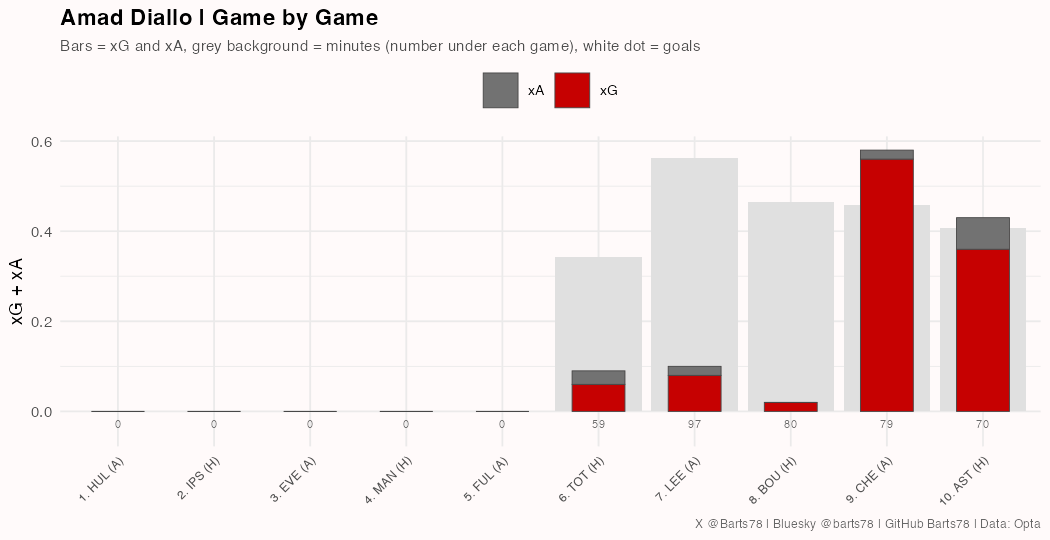 Amad Diallo | Game by Game
Bars = xG and xA, grey background = minutes (number under each game), white dot = goals
xA xG
xG + xA
0.6
0.4
0.2
0.0
0 0 0 0 0 59 97 80 79 70
1. HUL (A) 2. IPS (H) 3. EVE (A) 4. MAN (H) 5. FUL (A) 6. TOT (H) 7. LEE (A) 8. BOU (H) 9. CHE (A) 10. AST (H)
X @Barts78 | Bluesky @barts78 | GitHub Barts78 | Data: Opta